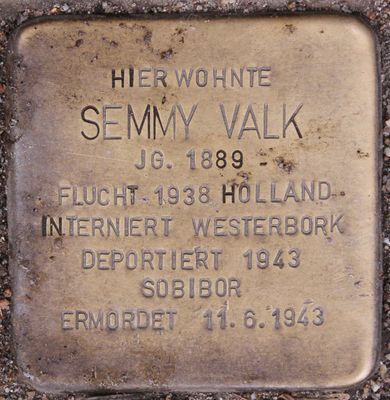 HIER WOHNTE
SEMMY VALK
JG. 1889
FLUCHT 1938 HOLLAND
INTERNIERT WESTERBORK
DEPORTIERT 1943
SOBIBOR
ERMORDET 11.6.1943